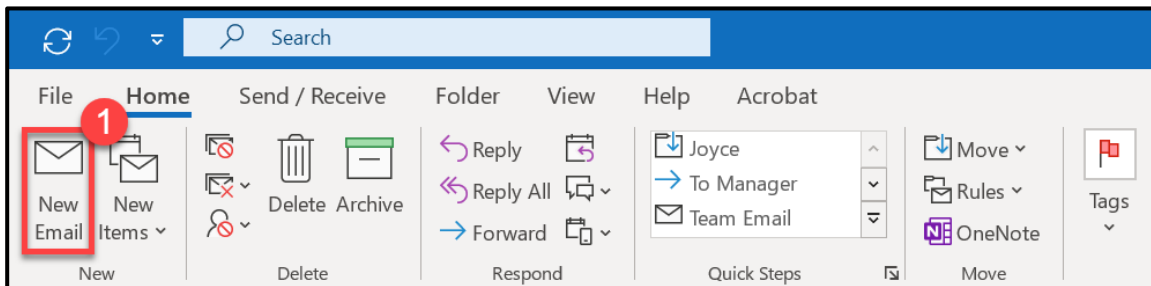 Search
File Home Send / Receive Folder View Help Acrobat
1
New Email
New Items
Delete
Archive
Reply
Reply All
Forward
Joyce
To Manager
Team Email
Move
Rules
N OneNote
Tags
New Delete Respond Quick Steps Move